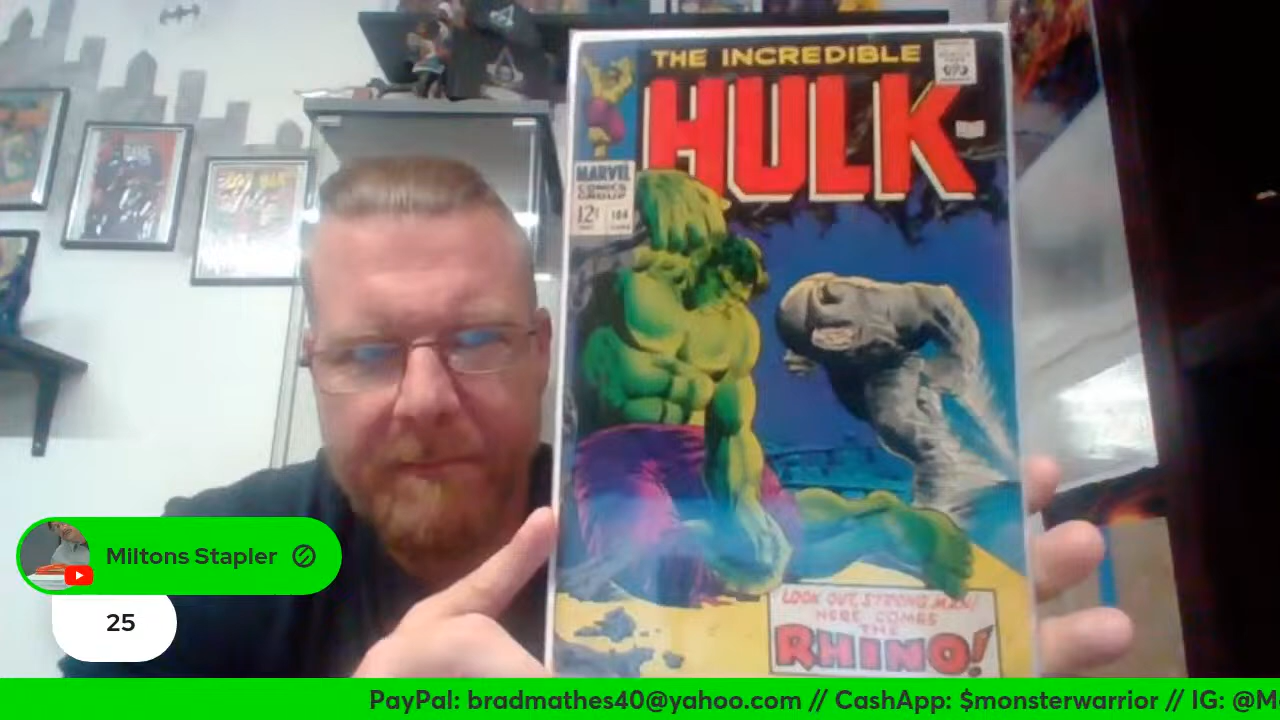 THE INCREDIBLE
HULK
MARVEL
COMICS
GROUP
12¢
104
JUNE
LOOK OUT, STRONG MAN!
HERE COMES
THE
RHINO!
Miltons Stapler
25
PayPal: bradmathes40@yahoo.com // CashApp: $monsterwarrior // IG: @M